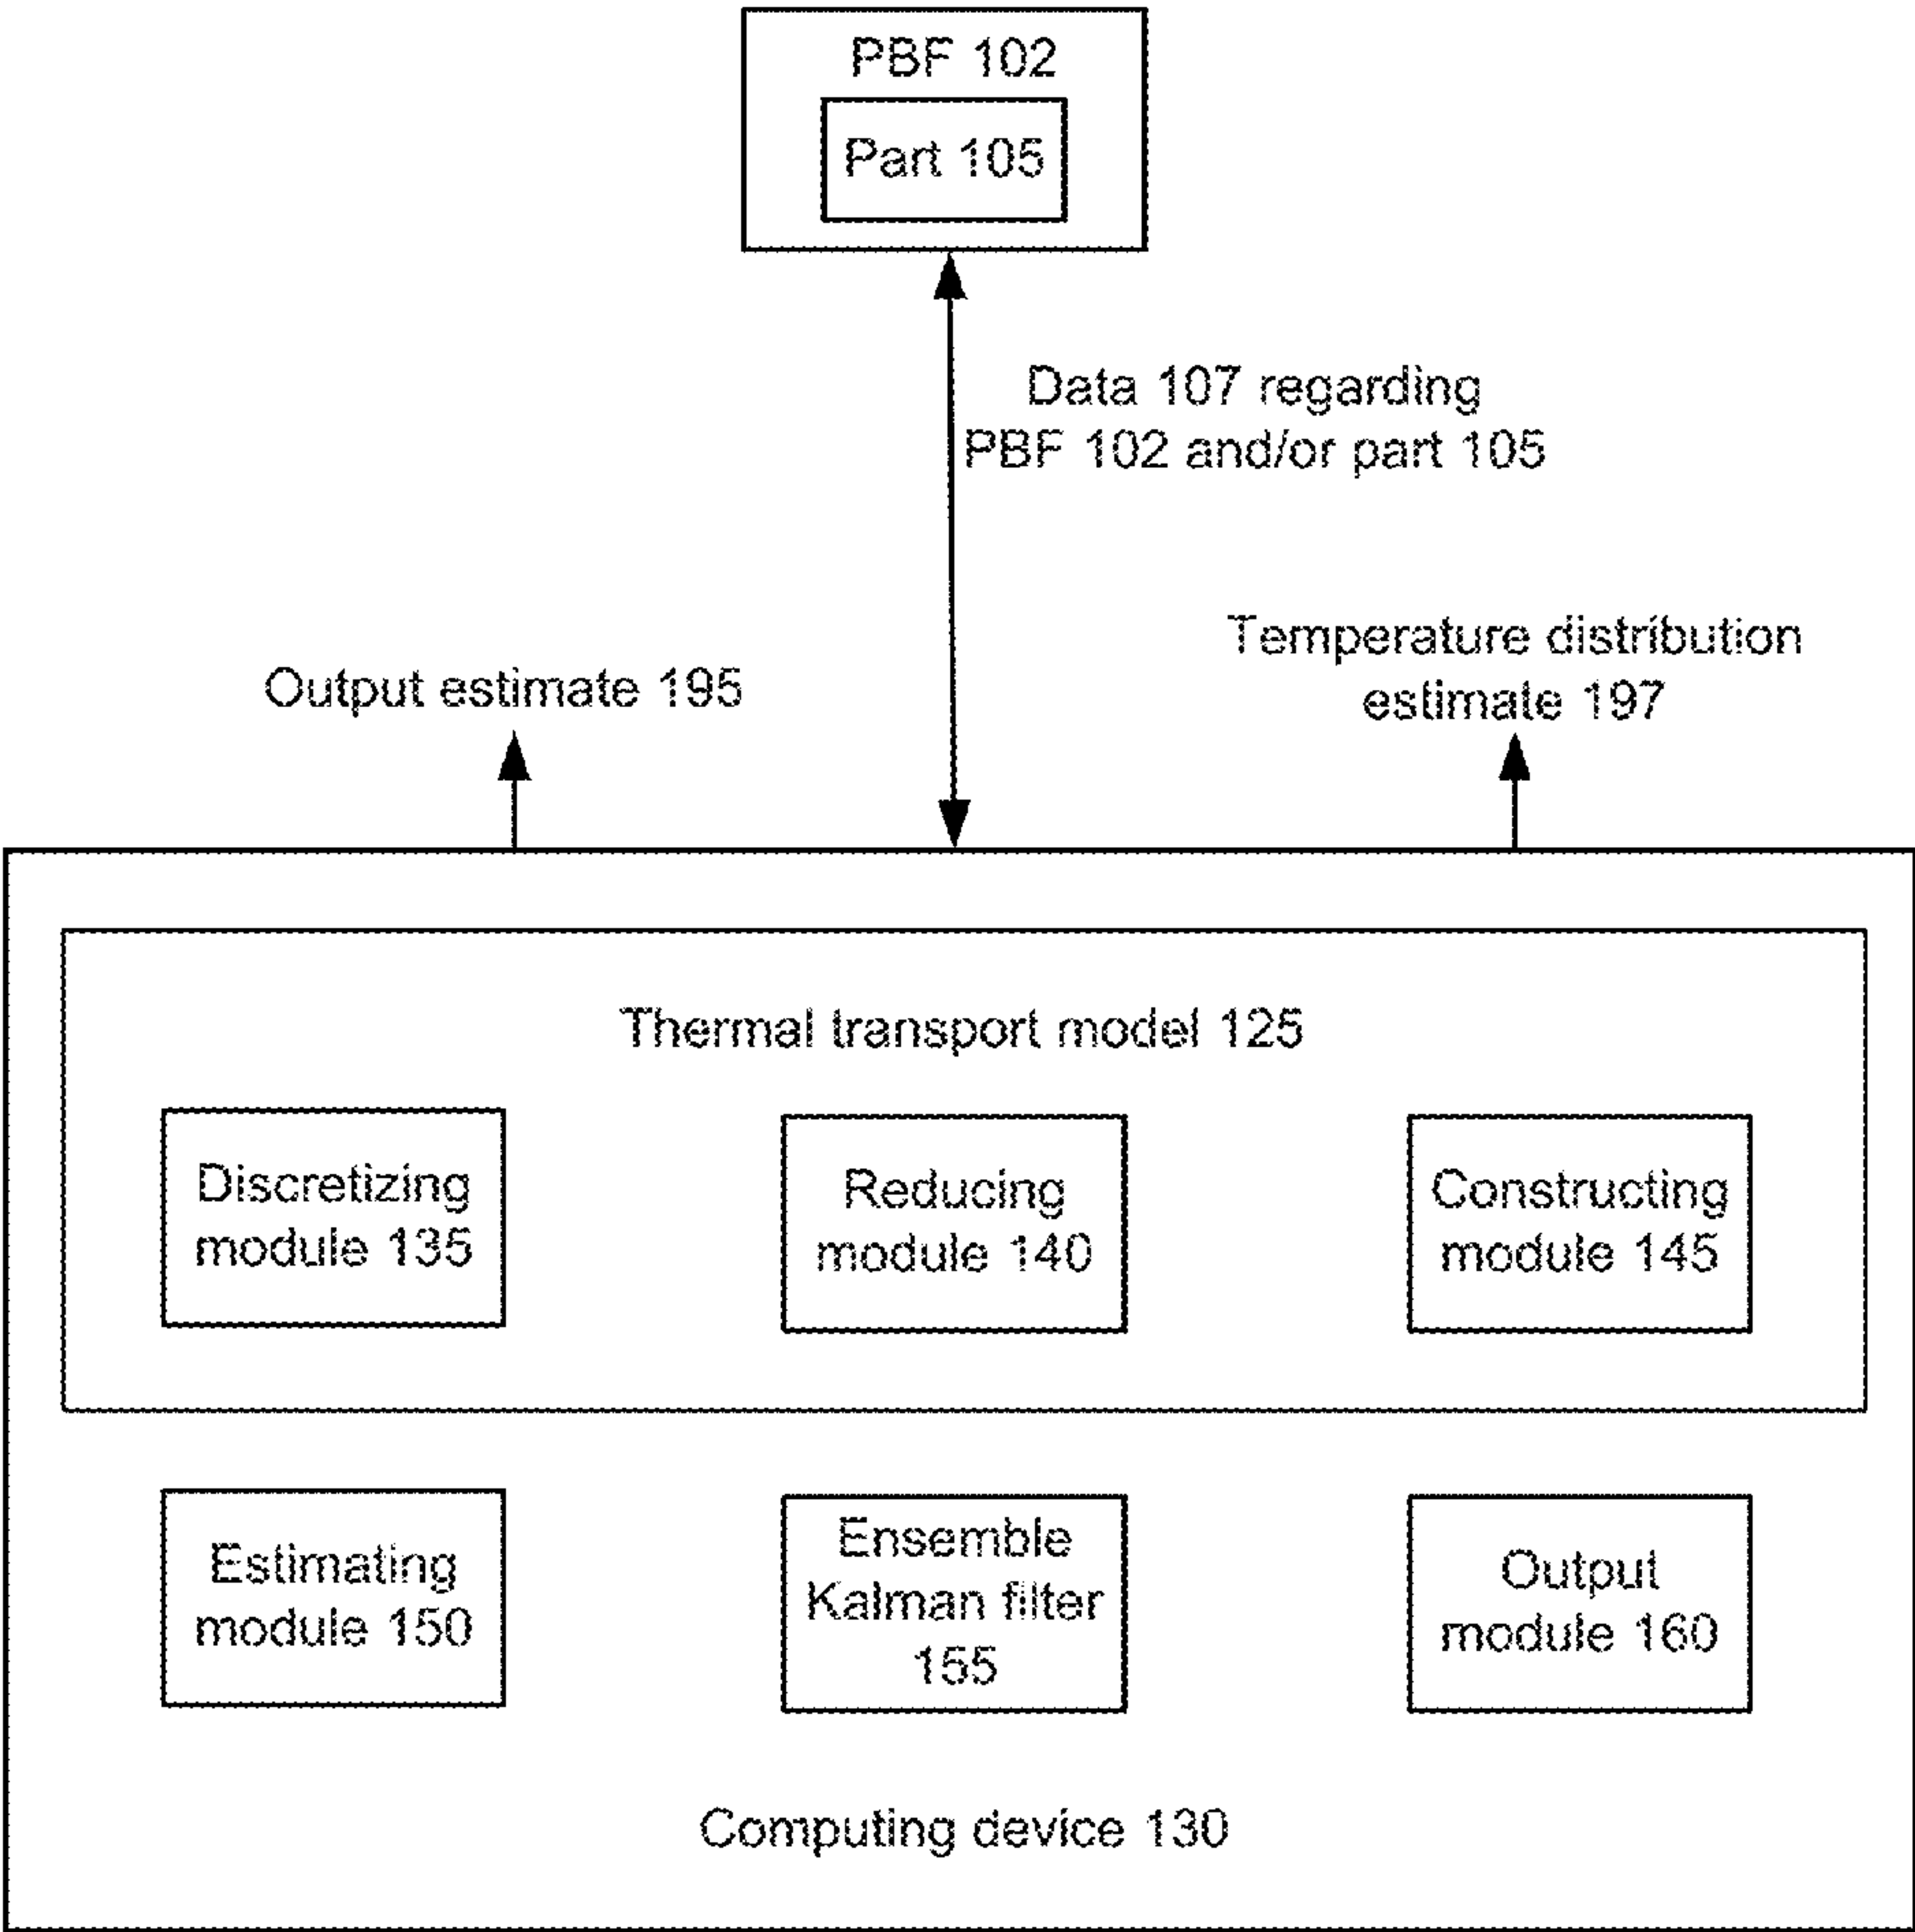 PBF 102
Part 105
Data 107 regarding
PBF 102 and/or part 105
Output estimate 195
Temperature distribution
estimate 197
Thermal transport model 125
Discretizing
module 135
Reducing
module 140
Constructing
module 145
Estimating
module 150
Ensemble
Kalman filter
155
Output
module 160
Computing device 130